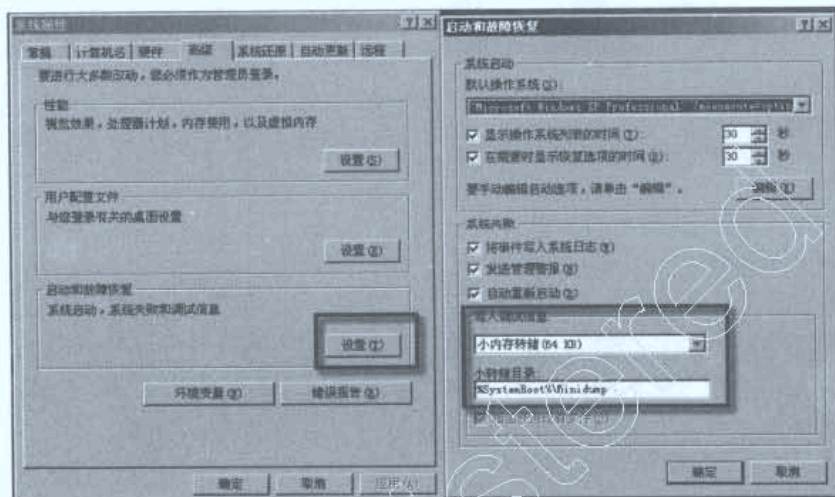 系统属性
常规
计算机名
硬件
高级
系统还原
自动更新
远程
要进行大多数改动，您必须作为管理员登录。
性能
视觉效果，处理器计划，内存使用，以及虚拟内存
设置(S)
用户配置文件
与您登录有关的桌面设置
设置(E)
启动和故障恢复
系统启动，系统失败和调试信息
设置(T)
环境变量(N)
错误报告(R)
确定
取消
应用(A)
启动和故障恢复
系统启动
默认操作系统(S):
"Microsoft Windows XP Professional" /noexecute=optin
显示操作系统列表的时间(T):
30
秒
在需要时显示恢复选项的时间(D):
30
秒
要手动编辑启动选项，请单击“编辑”。
编辑(E)
系统失败
将事件写入系统日志(W)
发送管理警报(N)
自动重新启动(R)
写入调试信息
小内存转储(64 KB)
小转储目录:
%SystemRoot%\Minidump
确定
取消